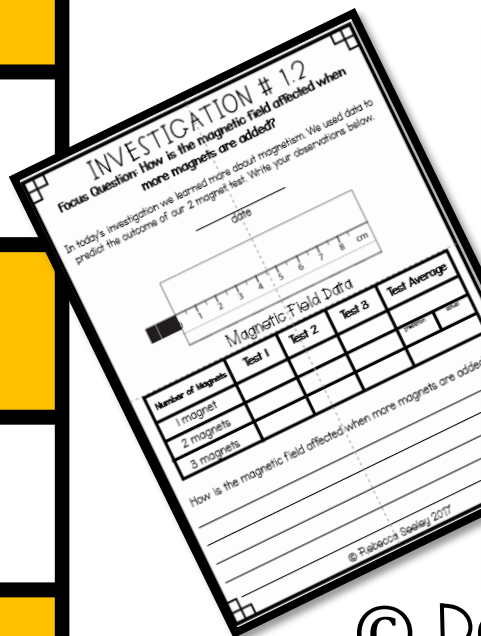 INVESTIGATION # 1.2
Focus Question: How is the magnetic field affected when
more magnets are added?
In today's investigation we learned more about magnetism. We used data to
predict the outcome of our 2 magnet test. Write your observations below.
date
1 2 3 4 5 6 7 8 cm
Magnetic Field Data
Number of Magnets Test 1 Test 2 Test 3 Test Average
1 magnet
2 magnets
3 magnets
How is the magnetic field affected when more magnets are added
© Rebecca Seeley 2017
©